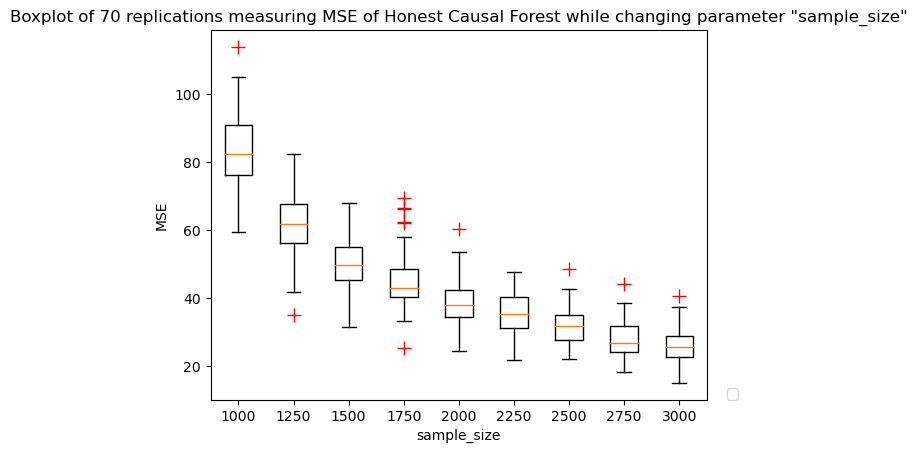 Boxplot of 70 replications measuring MSE of Honest Causal Forest while changing parameter "sample_size"
100
80
60
40
20
MSE
1000 1250 1500 1750 2000 2250 2500 2750 3000
sample_size